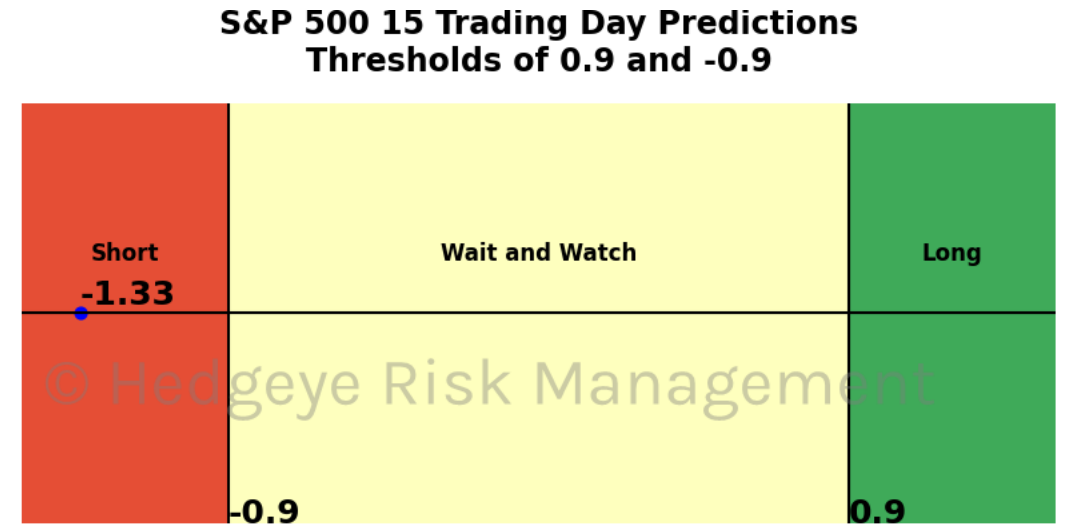 S&P 500 15 Trading Day Predictions
Thresholds of 0.9 and -0.9
Short
Wait and Watch
Long
-1.33
© Hedgeye Risk Management
-0.9
0.9